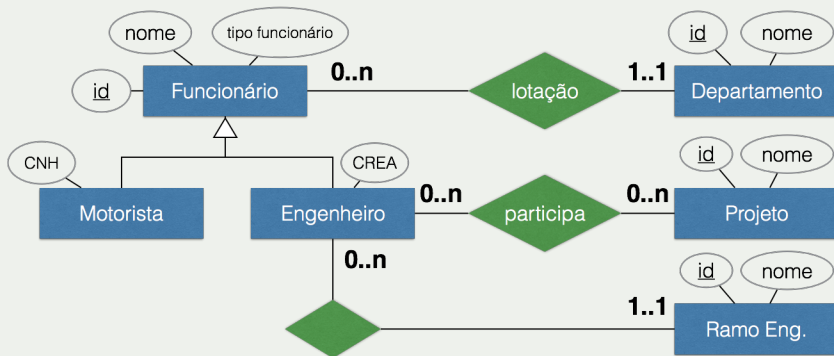 nome
tipo funcionário
id
nome
id
Funcionário
0..n
lotação
1..1
Departamento
CNH
CREA
id
nome
Motorista
Engenheiro
0..n
participa
0..n
Projeto
0..n
id
nome
1..1
Ramo Eng.